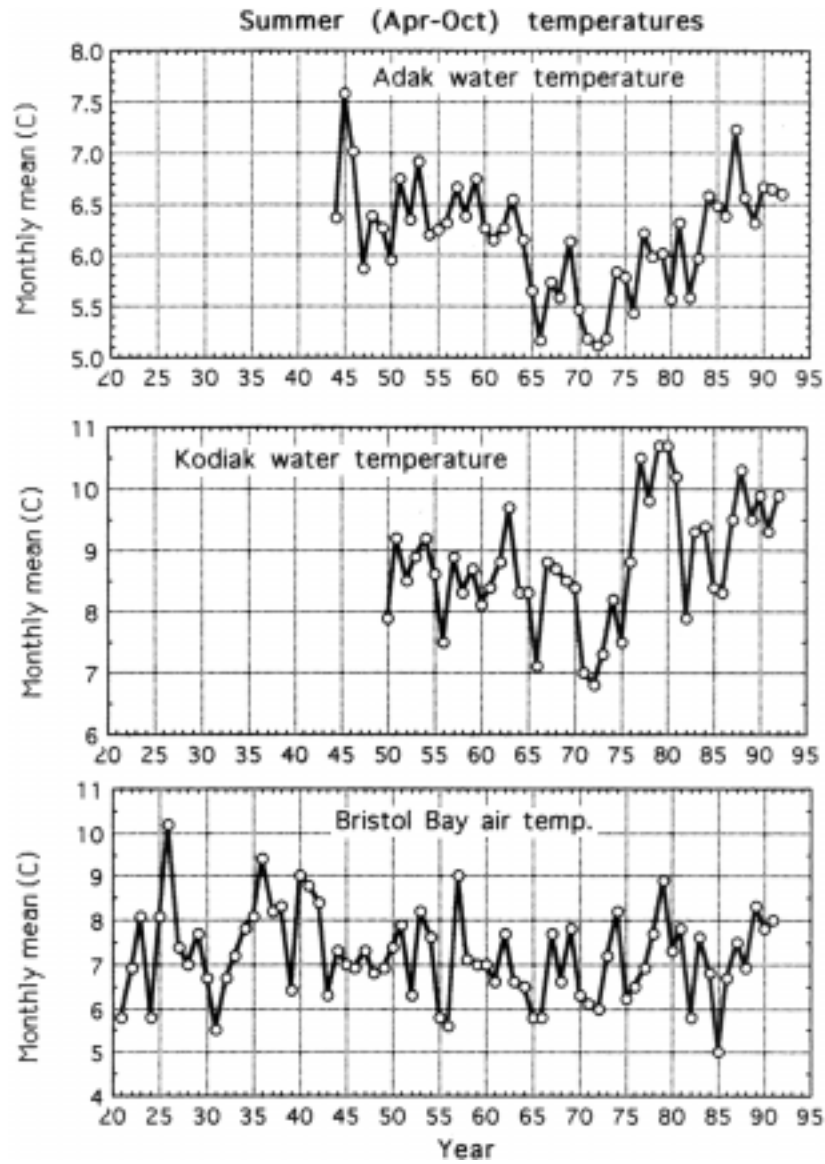 Summer (Apr-Oct) temperatures
Adak water temperature
Monthly mean (C)
8.0
7.5
7.0
6.5
6.0
5.5
5.0
20 25 30 35 40 45 50 55 60 65 70 75 80 85 90 95
Kodiak water temperature
Monthly mean (C)
11
10
9
8
7
6
20 25 30 35 40 45 50 55 60 65 70 75 80 85 90 95
Bristol Bay air temp.
Monthly mean (C)
11
10
9
8
7
6
5
4
20 25 30 35 40 45 50 55 60 65 70 75 80 85 90 95
Year